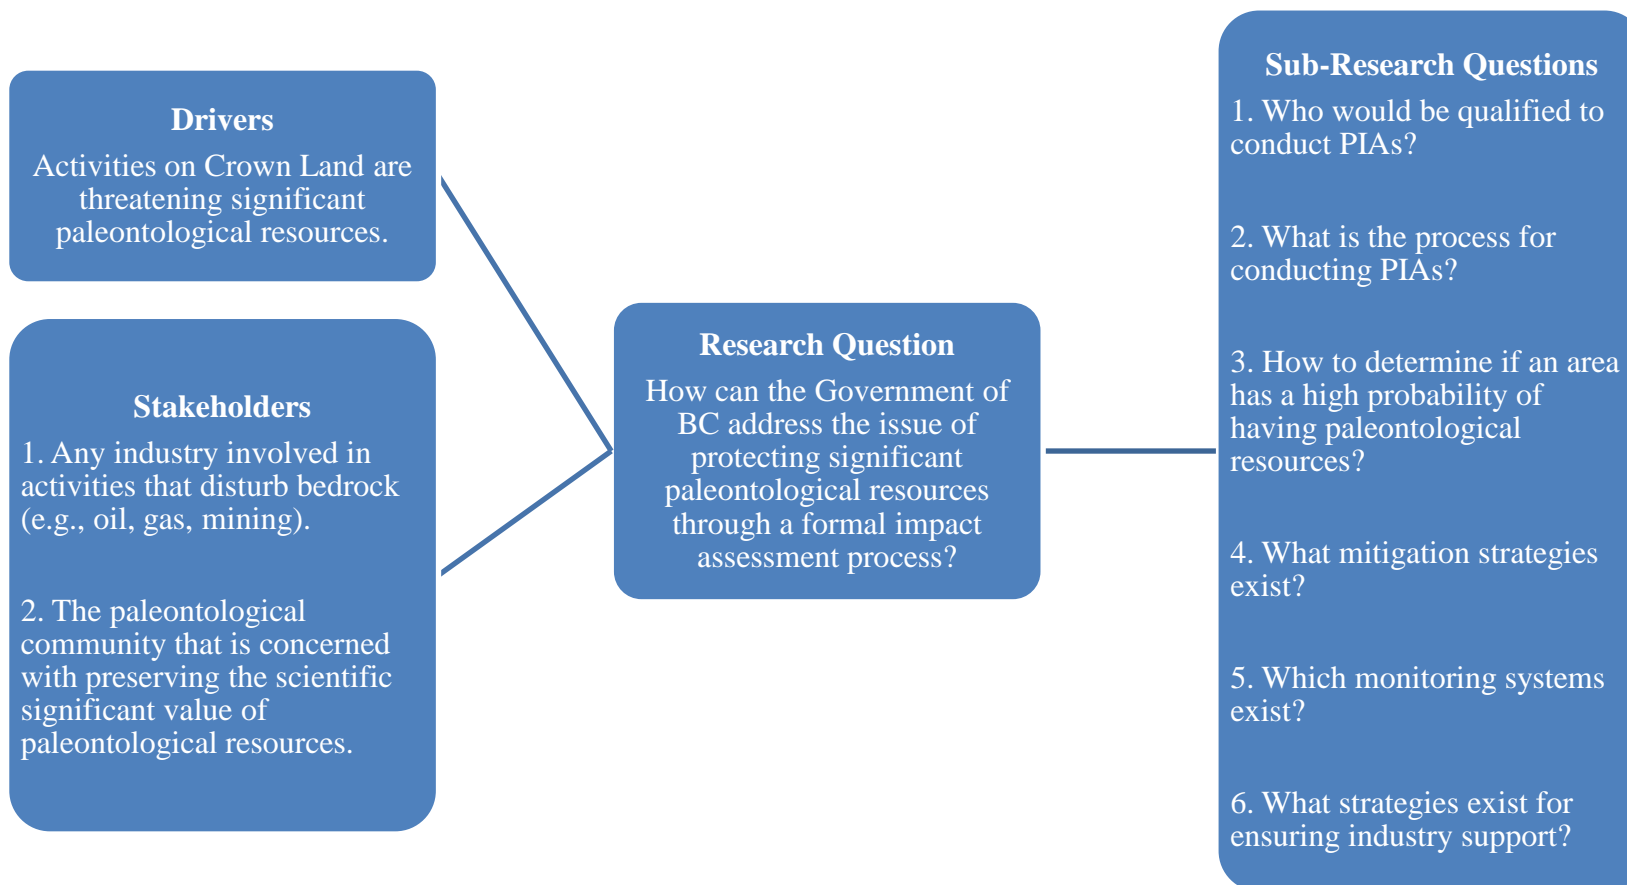 Drivers
Activities on Crown Land are
threatening significant
paleontological resources.
Stakeholders
1. Any industry involved in
activities that disturb bedrock
(e.g., oil, gas, mining).
2. The paleontological
community that is concerned
with preserving the scientific
significant value of
paleontological resources.
Research Question
How can the Government of
BC address the issue of
protecting significant
paleontological resources
through a formal impact
assessment process?
Sub-Research Questions
1. Who would be qualified to
conduct PIAs?
2. What is the process for
conducting PIAs?
3. How to determine if an area
has a high probability of
having paleontological
resources?
4. What mitigation strategies
exist?
5. Which monitoring systems
exist?
6. What strategies exist for
ensuring industry support?